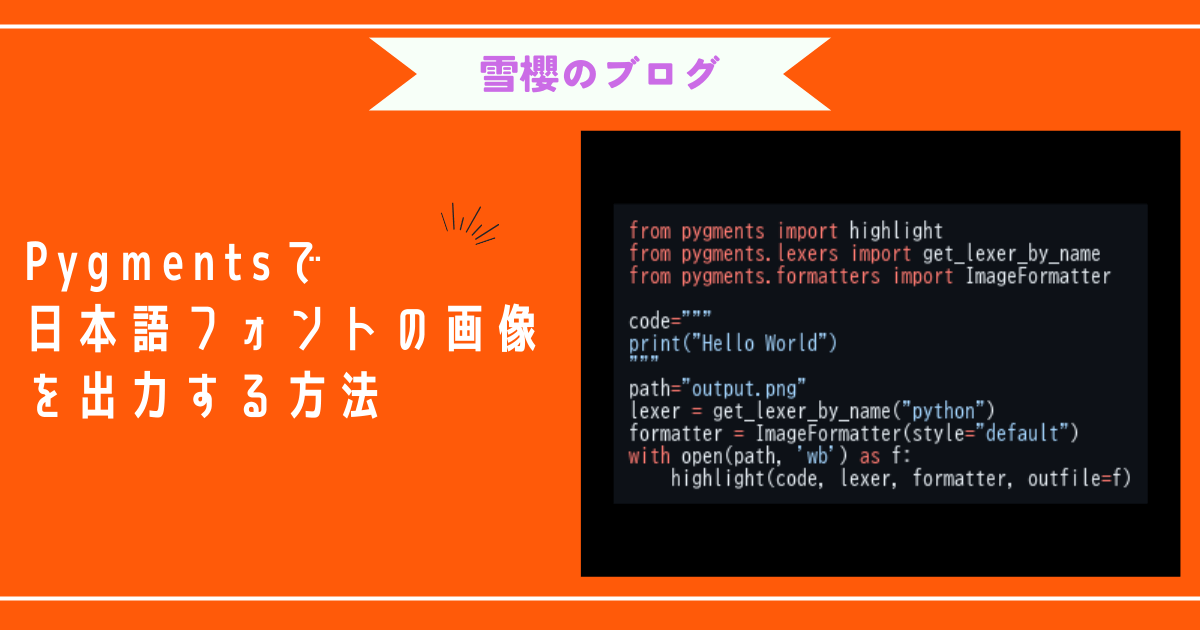 雪櫻のブログ
Pygmentsで
日本語フォントの画像
を出力する方法
from pygments import highlight
from pygments.lexers import get_lexer_by_name
from pygments.formatters import ImageFormatter
code="""
print("Hello World")
"""
path="output.png"
lexer = get_lexer_by_name("python")
formatter = ImageFormatter(style="default")
with open(path, 'wb') as f:
    highlight(code, lexer, formatter, outfile=f)